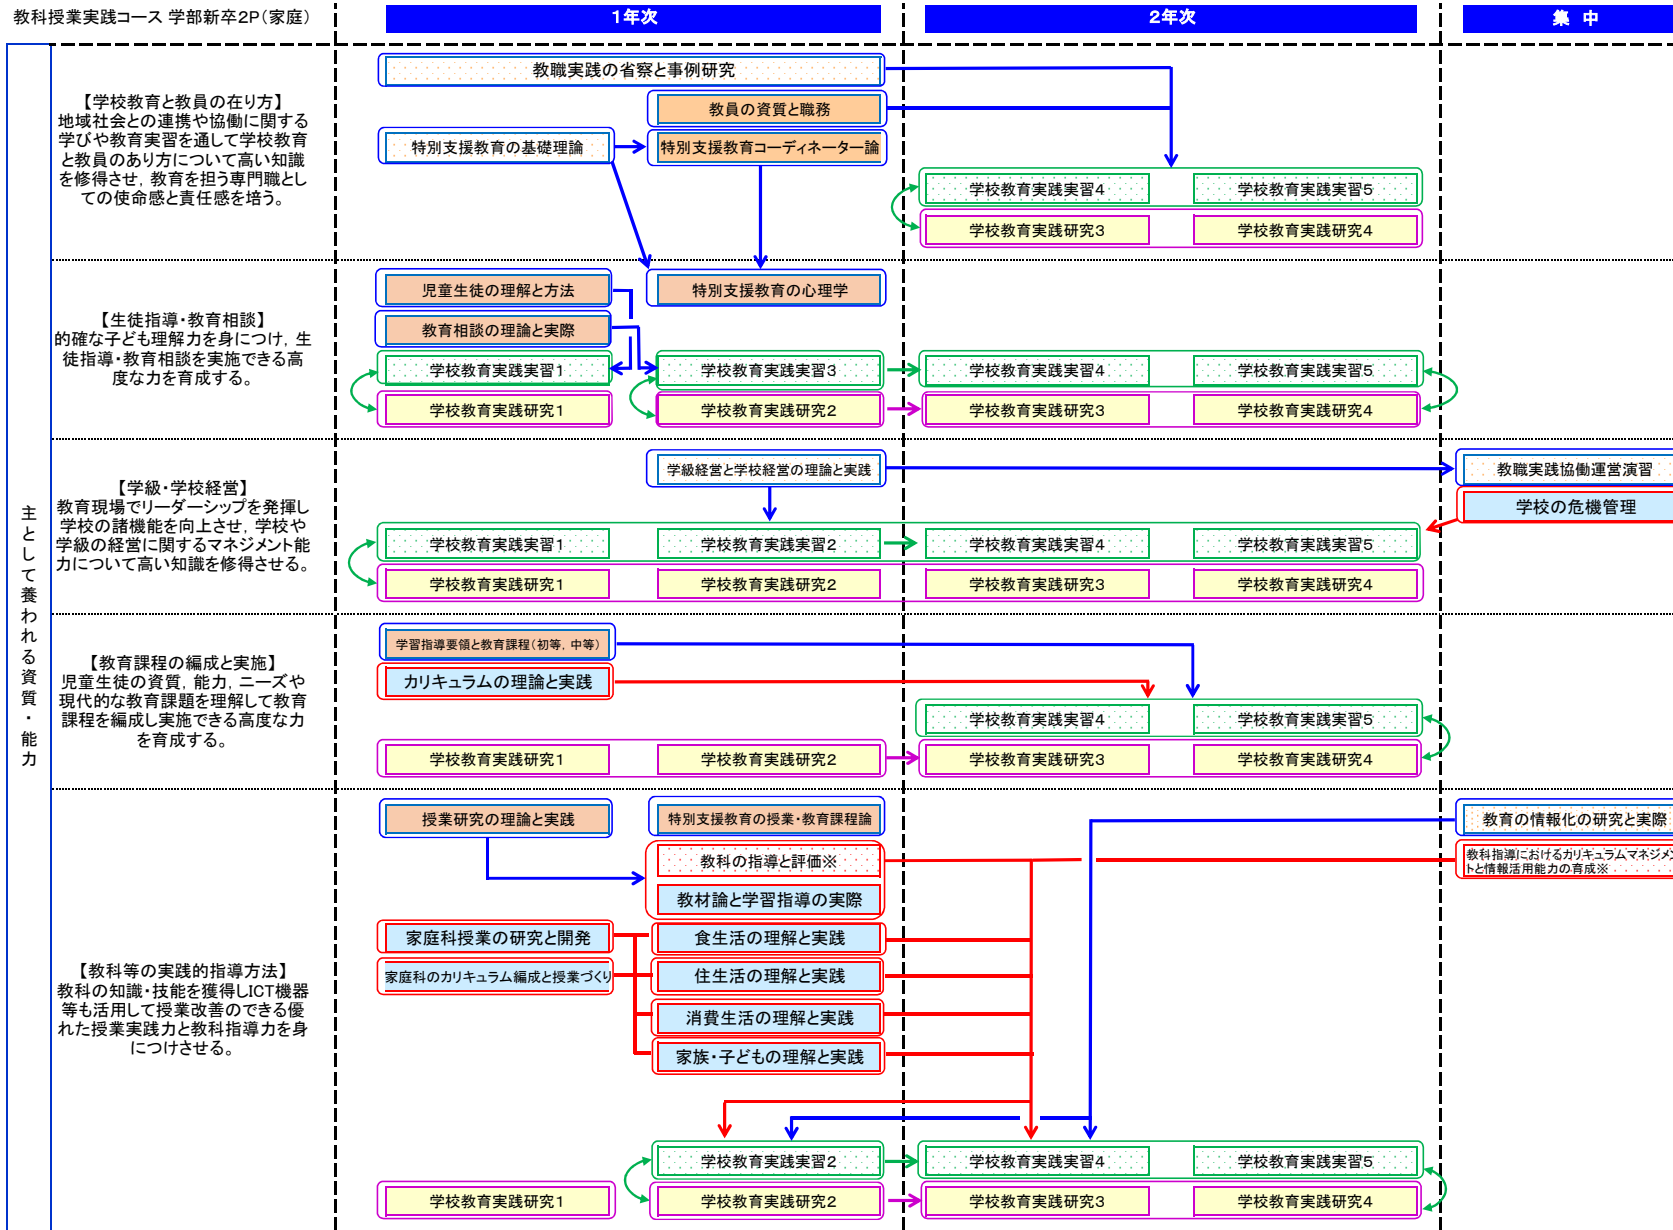 教科授業実践コース 学部新卒2P(家庭)
1年次
2年次
集 中
主として養われる資質・能力
【学校教育と教員の在り方】
地域社会との連携や協働に関する
学びや教育実習を通して学校教育
と教員のあり方について高い知識
を修得させ，教育を担う専門職とし
ての使命感と責任感を培う。
教職実践の省察と事例研究
教員の資質と職務
特別支援教育の基礎理論
特別支援教育コーディネーター論
学校教育実践実習4
学校教育実践実習5
学校教育実践研究3
学校教育実践研究4
【生徒指導・教育相談】
的確な子ども理解力を身につけ，生
徒指導・教育相談を実施できる高
度な力を育成する。
児童生徒の理解と方法
特別支援教育の心理学
教育相談の理論と実際
学校教育実践実習1
学校教育実践実習3
学校教育実践実習4
学校教育実践実習5
学校教育実践研究1
学校教育実践研究2
学校教育実践研究3
学校教育実践研究4
【学級・学校経営】
教育現場でリーダーシップを発揮し
学校の諸機能を向上させ，学校や
学級の経営に関するマネジメント能
力について高い知識を修得させる。
学級経営と学校経営の理論と実践
教職実践協働運営演習
学校の危機管理
学校教育実践実習1
学校教育実践実習2
学校教育実践実習4
学校教育実践実習5
学校教育実践研究1
学校教育実践研究2
学校教育実践研究3
学校教育実践研究4
【教育課程の編成と実施】
児童生徒の資質，能力，ニーズや
現代的な教育課題を理解して教育
課程を編成し実施できる高度な力
を育成する。
学習指導要領と教育課程(初等，中等)
カリキュラムの理論と実践
学校教育実践実習4
学校教育実践実習5
学校教育実践研究1
学校教育実践研究2
学校教育実践研究3
学校教育実践研究4
【教科等の実践的指導方法】
教科の知識・技能を獲得しICT機器
等も活用して授業改善のできる優
れた授業実践力と教科指導力を身
につけさせる。
授業研究の理論と実践
特別支援教育の授業・教育課程論
教育の情報化の研究と実際
教科の指導と評価※
教科指導におけるカリキュラムマネジメン
トと情報活用能力の育成※
教材論と学習指導の実際
家庭科授業の研究と開発
食生活の理解と実践
家庭科のカリキュラム編成と授業づくり
住生活の理解と実践
消費生活の理解と実践
家族・子どもの理解と実践
学校教育実践実習2
学校教育実践実習4
学校教育実践実習5
学校教育実践研究1
学校教育実践研究2
学校教育実践研究3
学校教育実践研究4